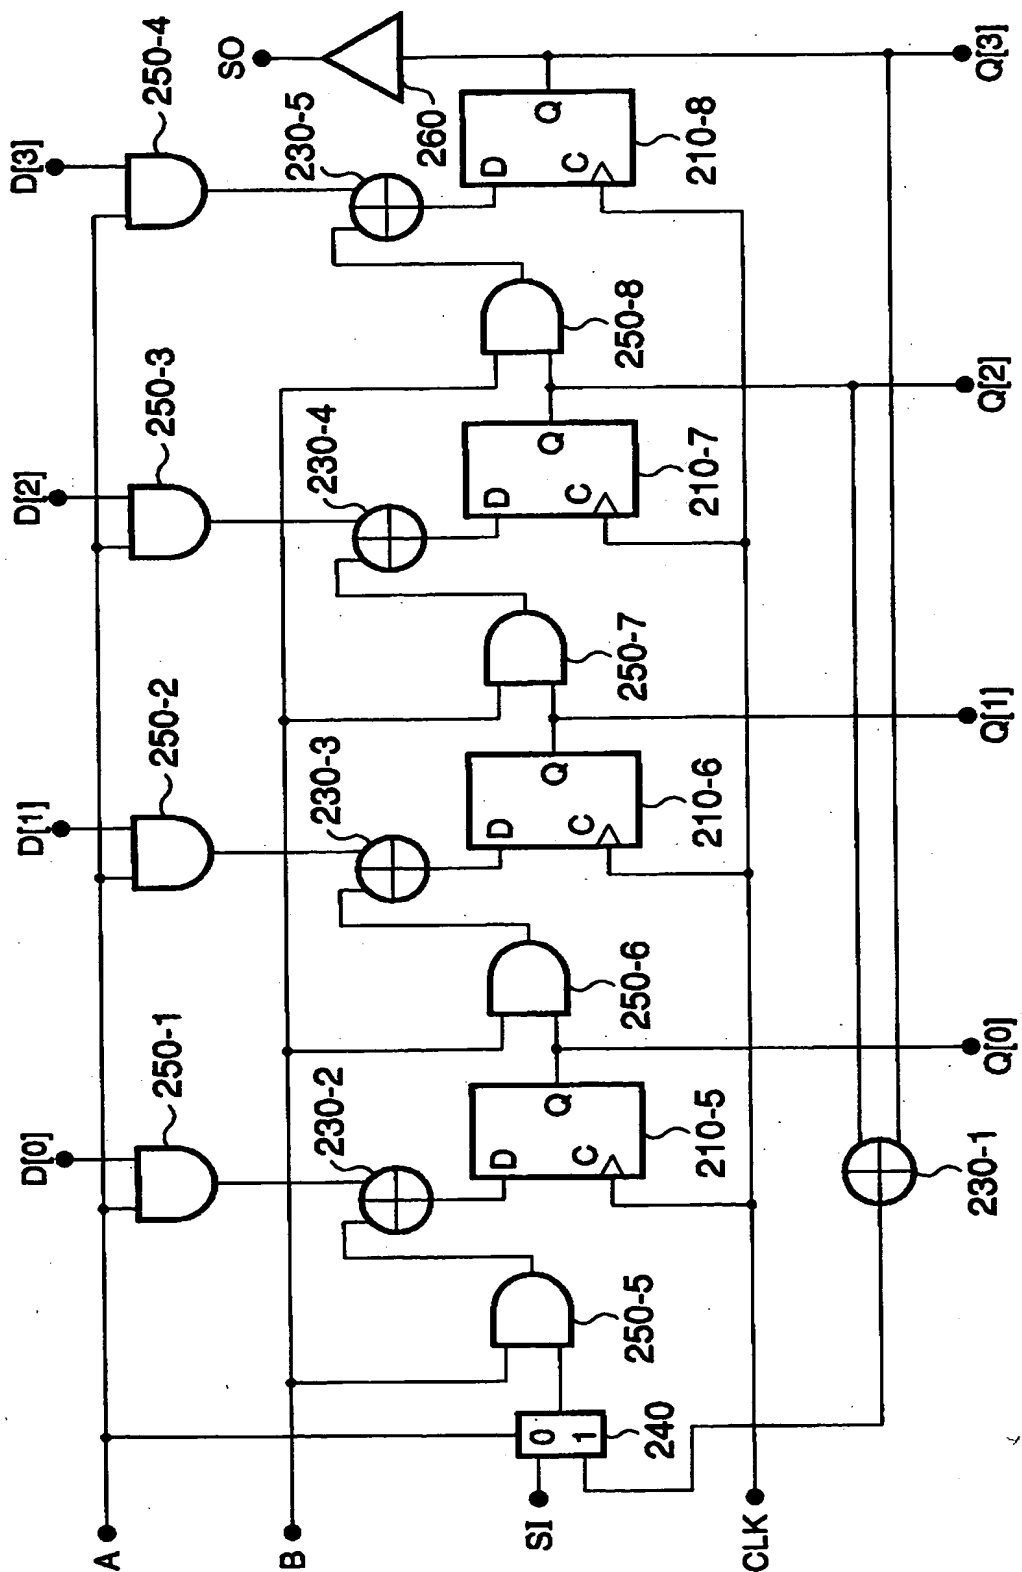 A
B
SI
CLK
D[0]
250-1
D[1]
250-2
D[2]
250-3
D[3]
250-4
SO
260
230-2
230-3
230-4
230-5
0
1
240
250-5
D
Q
C
210-5
250-6
D
Q
C
210-6
250-7
D
Q
C
210-7
250-8
D
Q
C
210-8
230-1
Q[0]
Q[1]
Q[2]
Q[3]